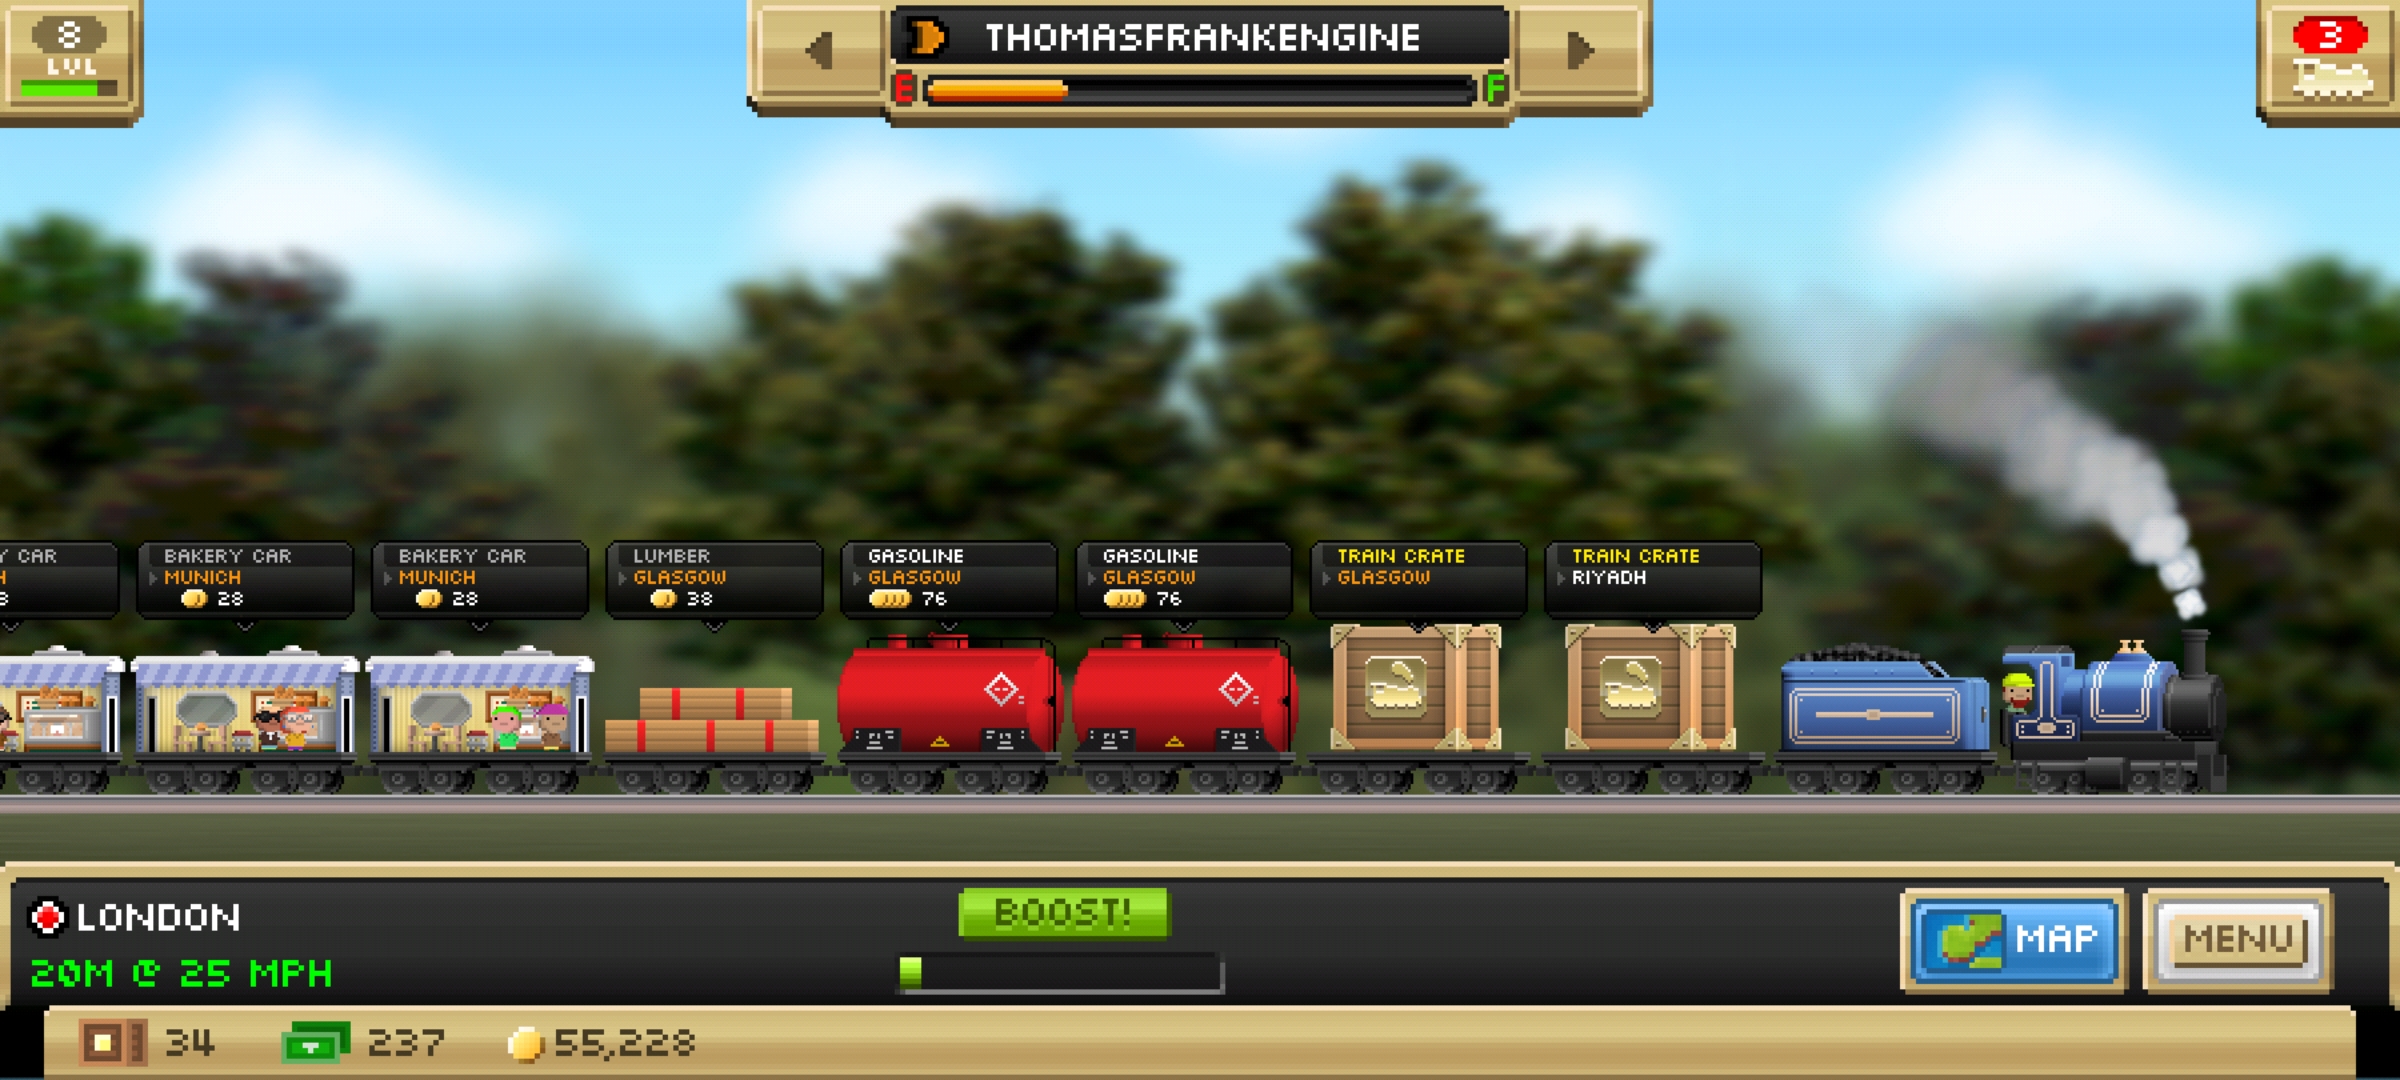 8
LVL
THOMASFRANKENGINE
E F
3
Y CAR
BAKERY CAR
MUNICH
28
BAKERY CAR
MUNICH
28
LUMBER
GLASGOW
38
GASOLINE
GLASGOW
76
GASOLINE
GLASGOW
76
TRAIN CRATE
GLASGOW
TRAIN CRATE
RIYADH
LONDON
20M @ 25 MPH
BOOST!
MAP
MENU
34
237
55,228